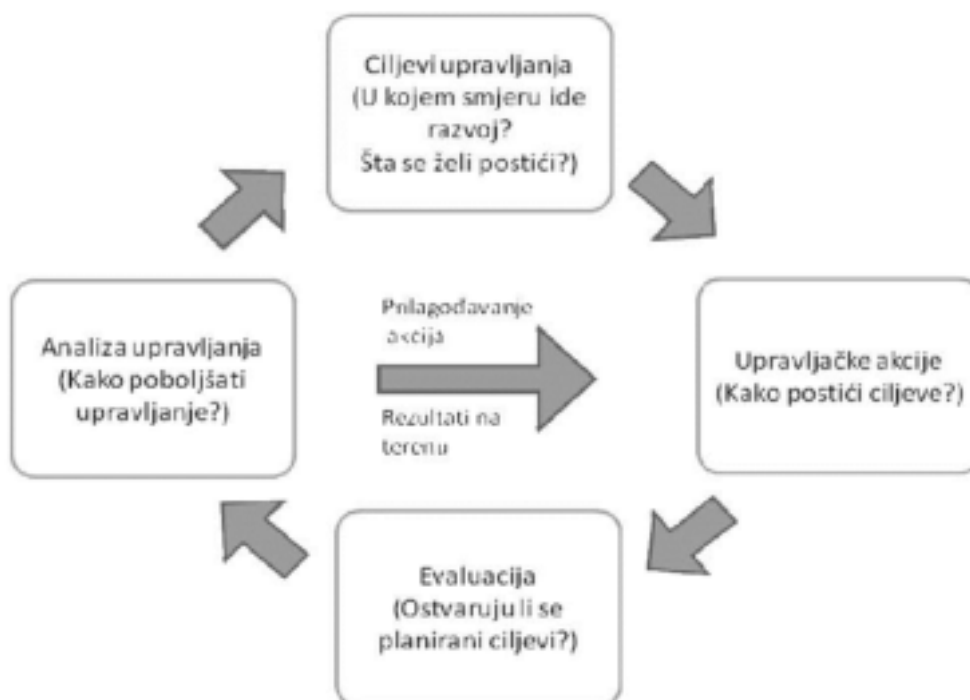 Ciljevi upravljanja
(U kojem smjeru ide
razvoj?
Šta se želi postići?)
Analiza upravljanja
(Kako poboljšati
upravljanje?)
Prilagođavanje
akcija
Rezultati na
terenu
Upravljačke akcije
(Kako postići ciljeve?)
Evaluacija
(Ostvaruju li se
planirani ciljevi?)